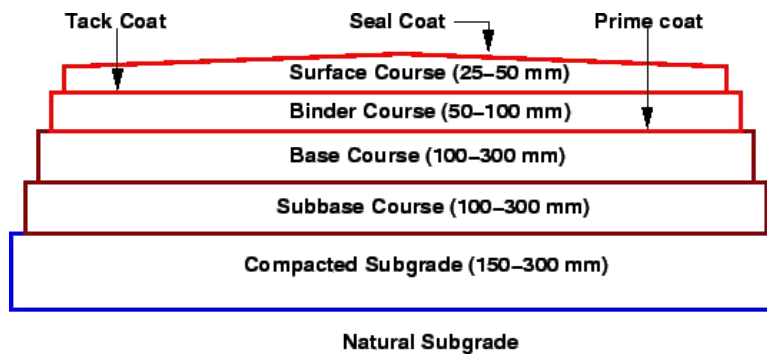 Tack Coat
Seal Coat
Prime coat
Surface Course (25–50 mm)
Binder Course (50–100 mm)
Base Course (100–300 mm)
Subbase Course (100–300 mm)
Compacted Subgrade (150–300 mm)
Natural Subgrade